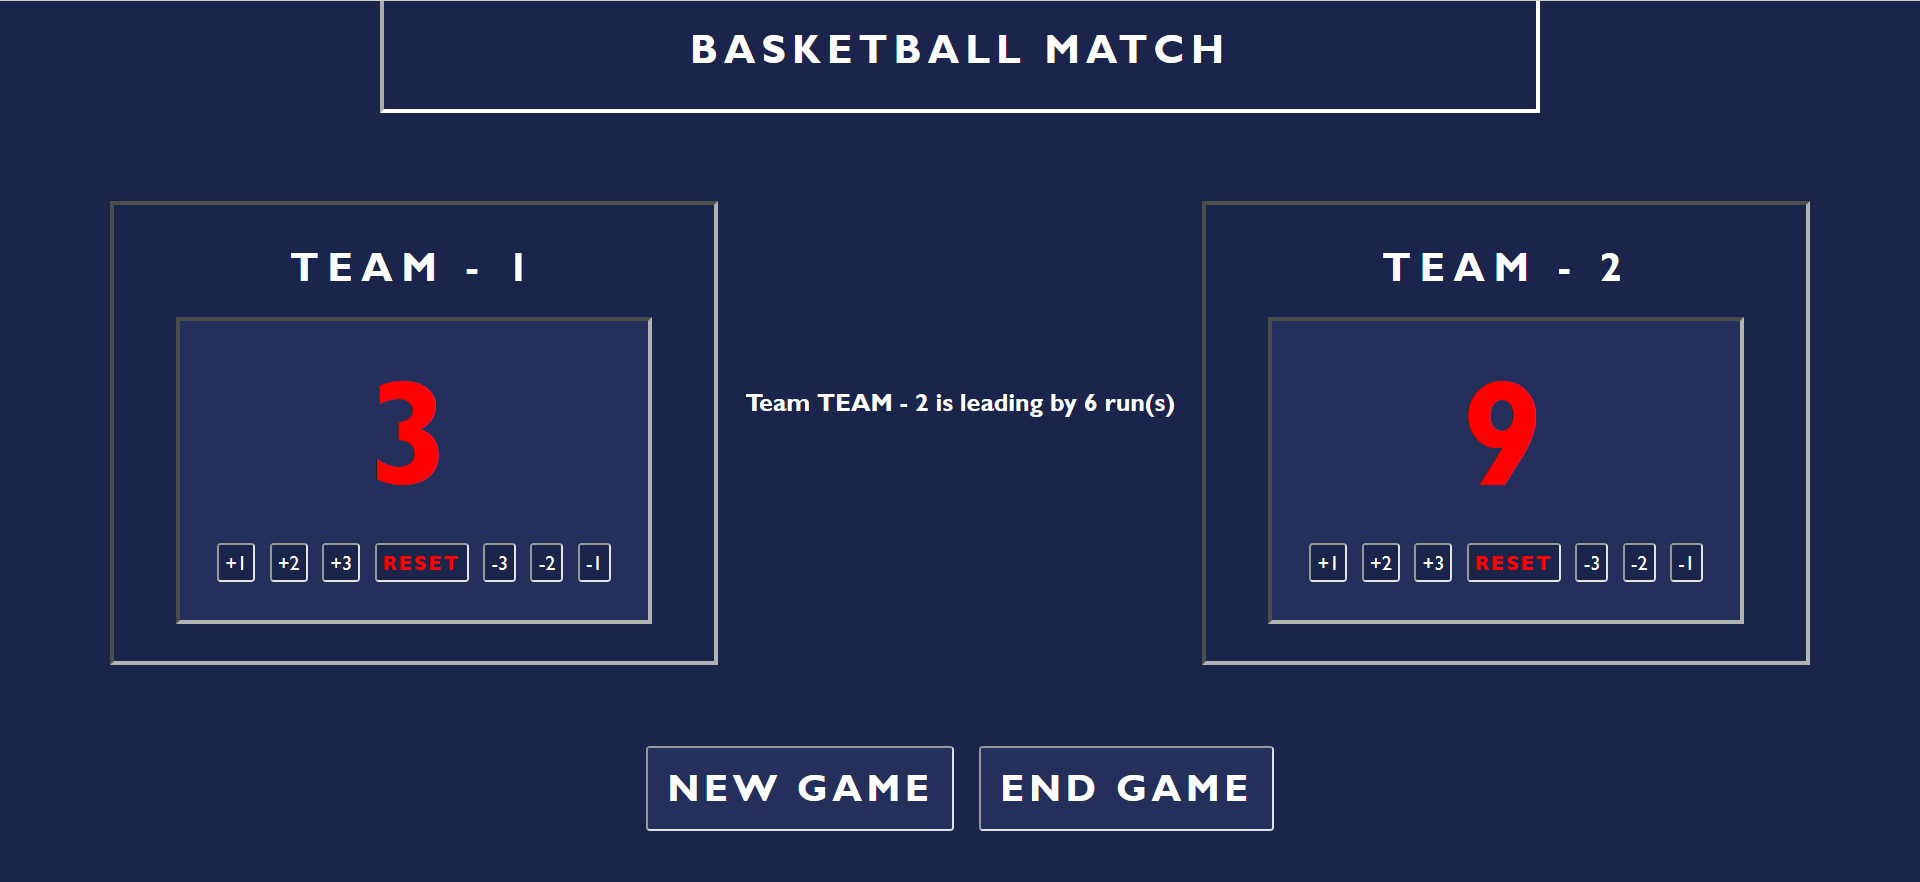 BASKETBALL MATCH
TEAM - 1
3
+1 +2 +3 RESET -3 -2 -1
Team TEAM - 2 is leading by 6 run(s)
TEAM - 2
9
+1 +2 +3 RESET -3 -2 -1
NEW GAME END GAME